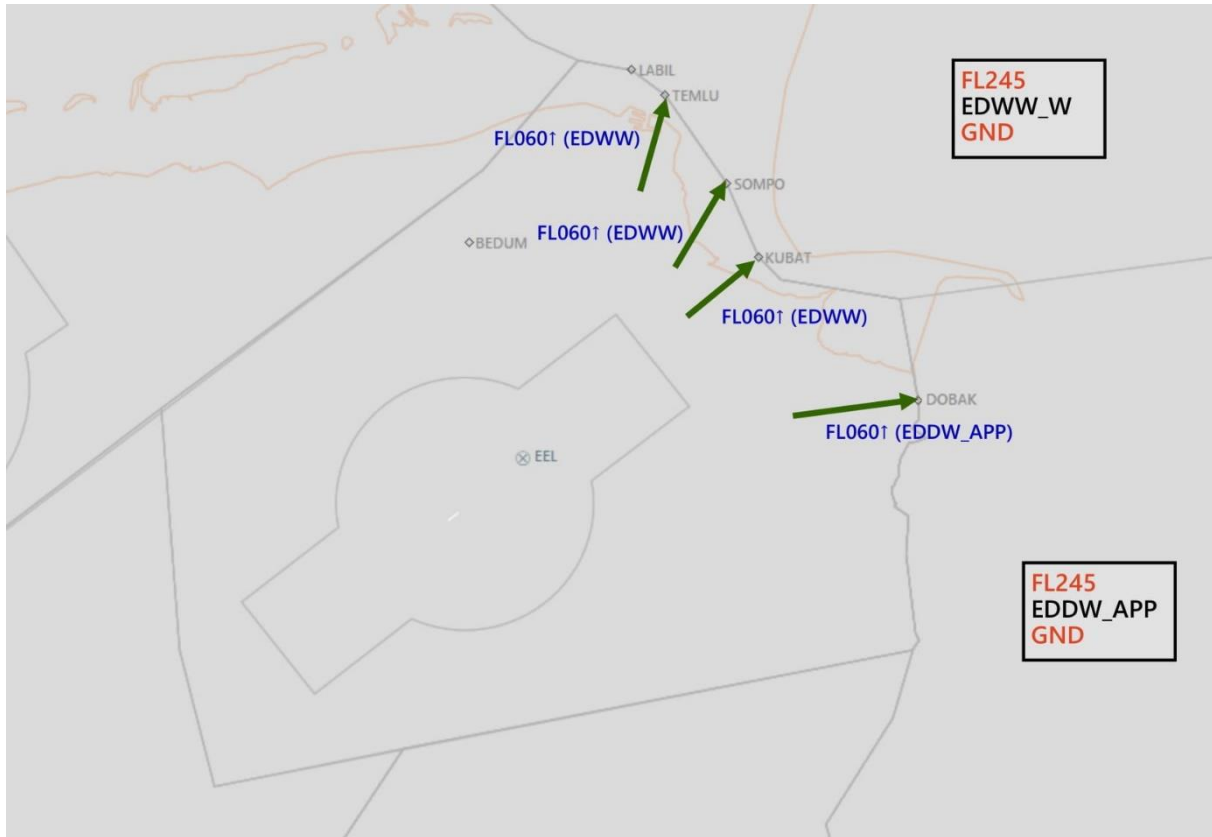 LABIL
TEMLU
FL245
EDWW_W
GND
FL060↑ (EDWW)
SOMPO
FL060↑ (EDWW)
BEDUM
KUBAT
FL060↑ (EDWW)
DOBAK
FL060↑ (EDDW_APP)
EEL
FL245
EDDW_APP
GND